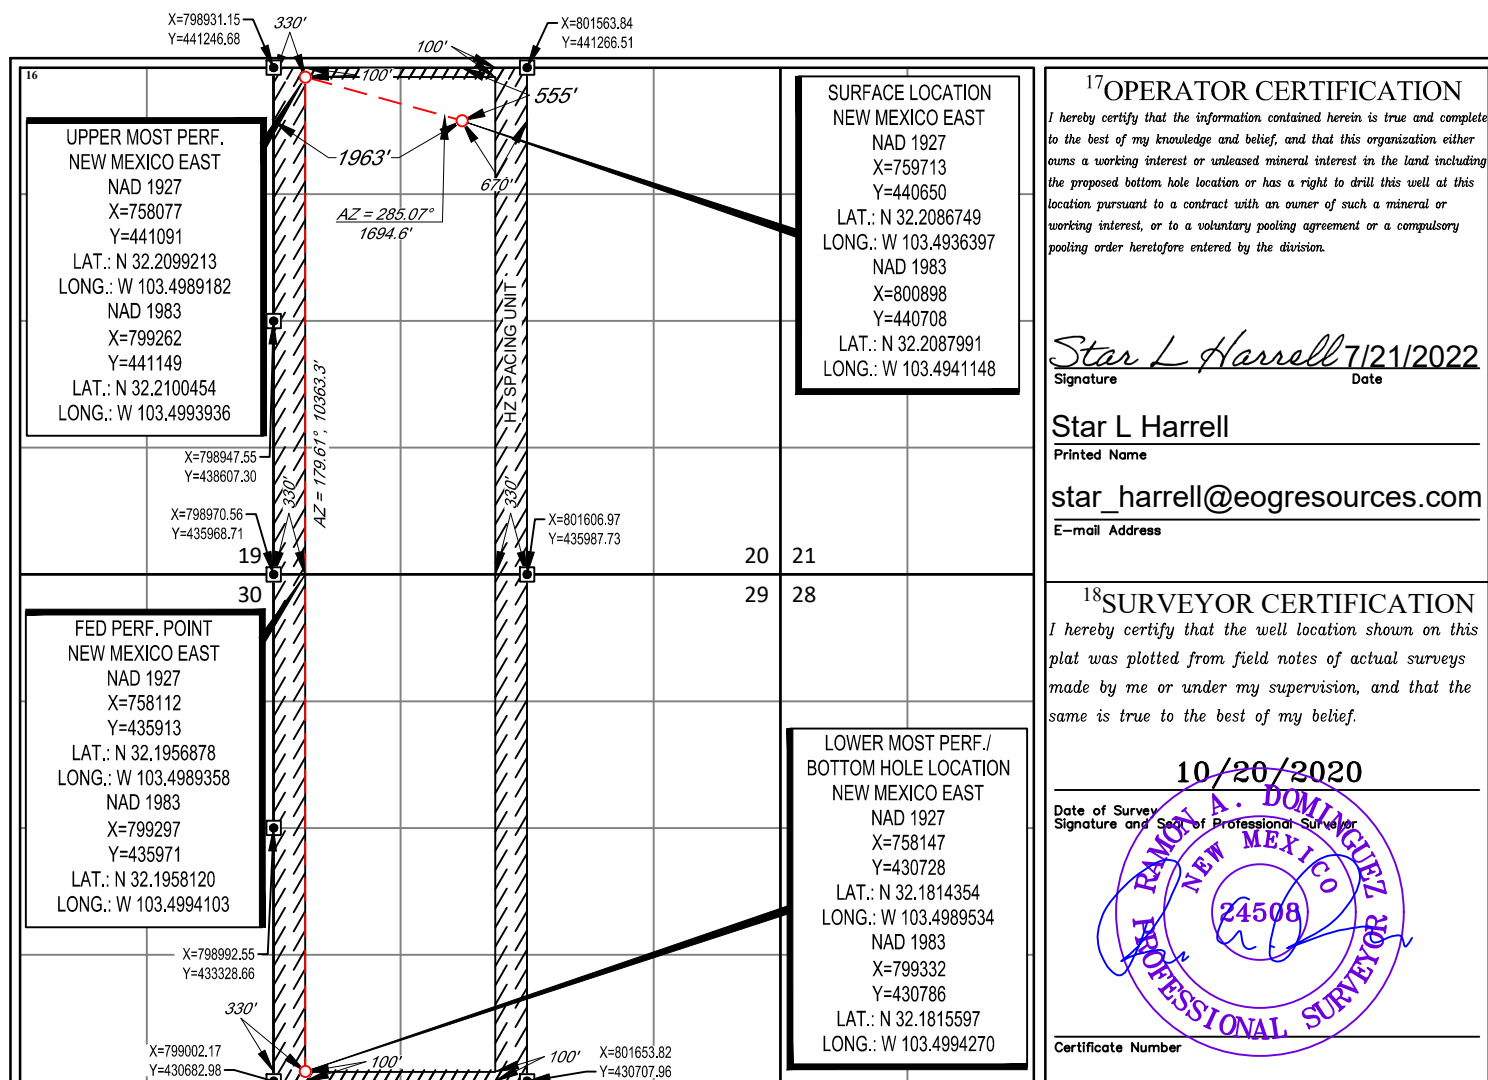 X=798931.15
Y=441246.68
330'
100'
X=801563.84
Y=441266.51
16
100'
555'
1963'
670'
AZ = 285.07°
1694.6'
UPPER MOST PERF.
NEW MEXICO EAST
NAD 1927
X=758077
Y=441091
LAT.: N 32.2099213
LONG.: W 103.4989182
NAD 1983
X=799262
Y=441149
LAT.: N 32.2100454
LONG.: W 103.4993936
SURFACE LOCATION
NEW MEXICO EAST
NAD 1927
X=759713
Y=440650
LAT.: N 32.2086749
LONG.: W 103.4936397
NAD 1983
X=800898
Y=440708
LAT.: N 32.2087991
LONG.: W 103.4941148
HZ SPACING UNIT
AZ = 179.61°, 10363.3'
X=798947.55
Y=438607.30
330'
330'
X=798970.56
Y=435968.71
X=801606.97
Y=435987.73
19
20
21
30
29
28
FED PERF. POINT
NEW MEXICO EAST
NAD 1927
X=758112
Y=435913
LAT.: N 32.1956878
LONG.: W 103.4989358
NAD 1983
X=799297
Y=435971
LAT.: N 32.1958120
LONG.: W 103.4994103
LOWER MOST PERF./
BOTTOM HOLE LOCATION
NEW MEXICO EAST
NAD 1927
X=758147
Y=430728
LAT.: N 32.1814354
LONG.: W 103.4989534
NAD 1983
X=799332
Y=430786
LAT.: N 32.1815597
LONG.: W 103.4994270
X=798992.55
Y=433328.66
330'
X=799002.17
Y=430682.98
100'
100'
X=801653.82
Y=430707.96
17OPERATOR CERTIFICATION
I hereby certify that the information contained herein is true and complete
to the best of my knowledge and belief, and that this organization either
owns a working interest or unleased mineral interest in the land including
the proposed bottom hole location or has a right to drill this well at this
location pursuant to a contract with an owner of such a mineral or
working interest, or to a voluntary pooling agreement or a compulsory
pooling order heretofore entered by the division.
Star L Harrell 7/21/2022
Signature Date
Star L Harrell
Printed Name
star_harrell@eogresources.com
E-mail Address
18SURVEYOR CERTIFICATION
I hereby certify that the well location shown on this
plat was plotted from field notes of actual surveys
made by me or under my supervision, and that the
same is true to the best of my belief.
10/20/2020
Date of Survey
Signature and Seal of Professional Surveyor
RAMON A. DOMINGUEZ
NEW MEXICO
24508
PROFESSIONAL SURVEYOR
Certificate Number